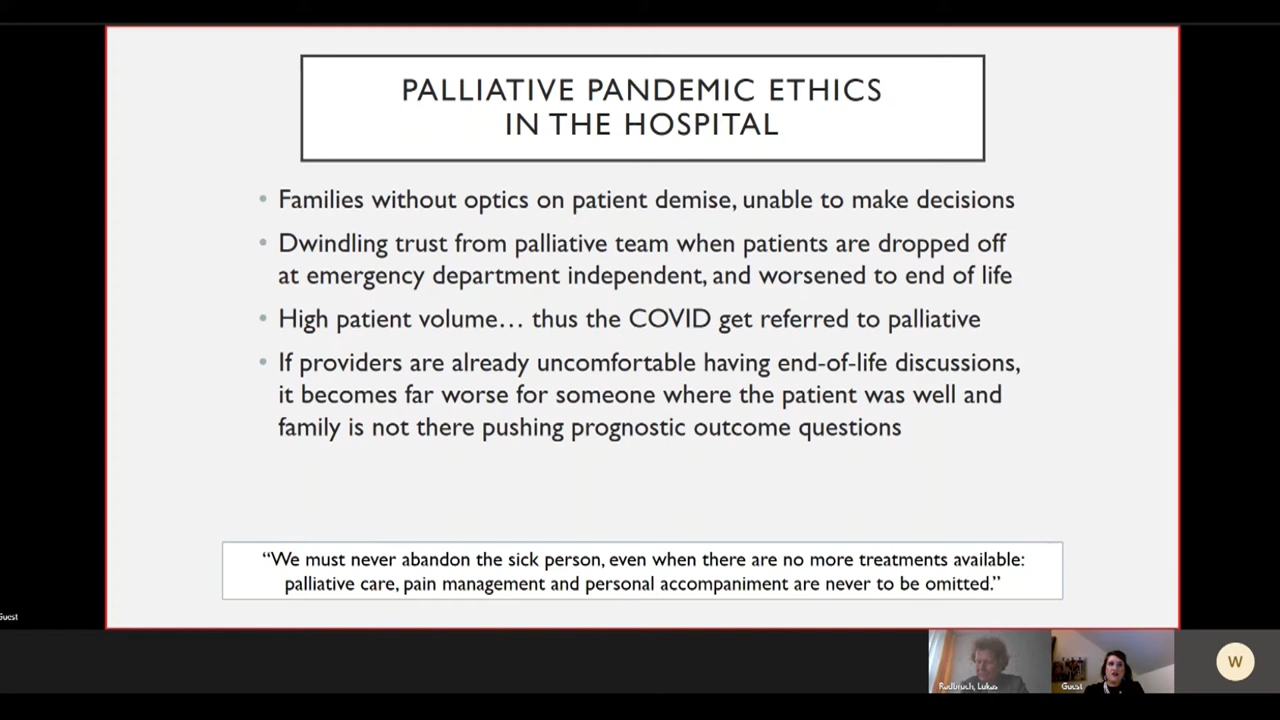 PALLIATIVE PANDEMIC ETHICS
IN THE HOSPITAL
• Families without optics on patient demise, unable to make decisions
• Dwindling trust from palliative team when patients are dropped off
at emergency department independent, and worsened to end of life
• High patient volume… thus the COVID get referred to palliative
• If providers are already uncomfortable having end-of-life discussions,
it becomes far worse for someone where the patient was well and
family is not there pushing prognostic outcome questions
“We must never abandon the sick person, even when there are no more treatments available:
palliative care, pain management and personal accompaniment are never to be omitted.”
Guest
Radbruch, Lukas
Guest
W